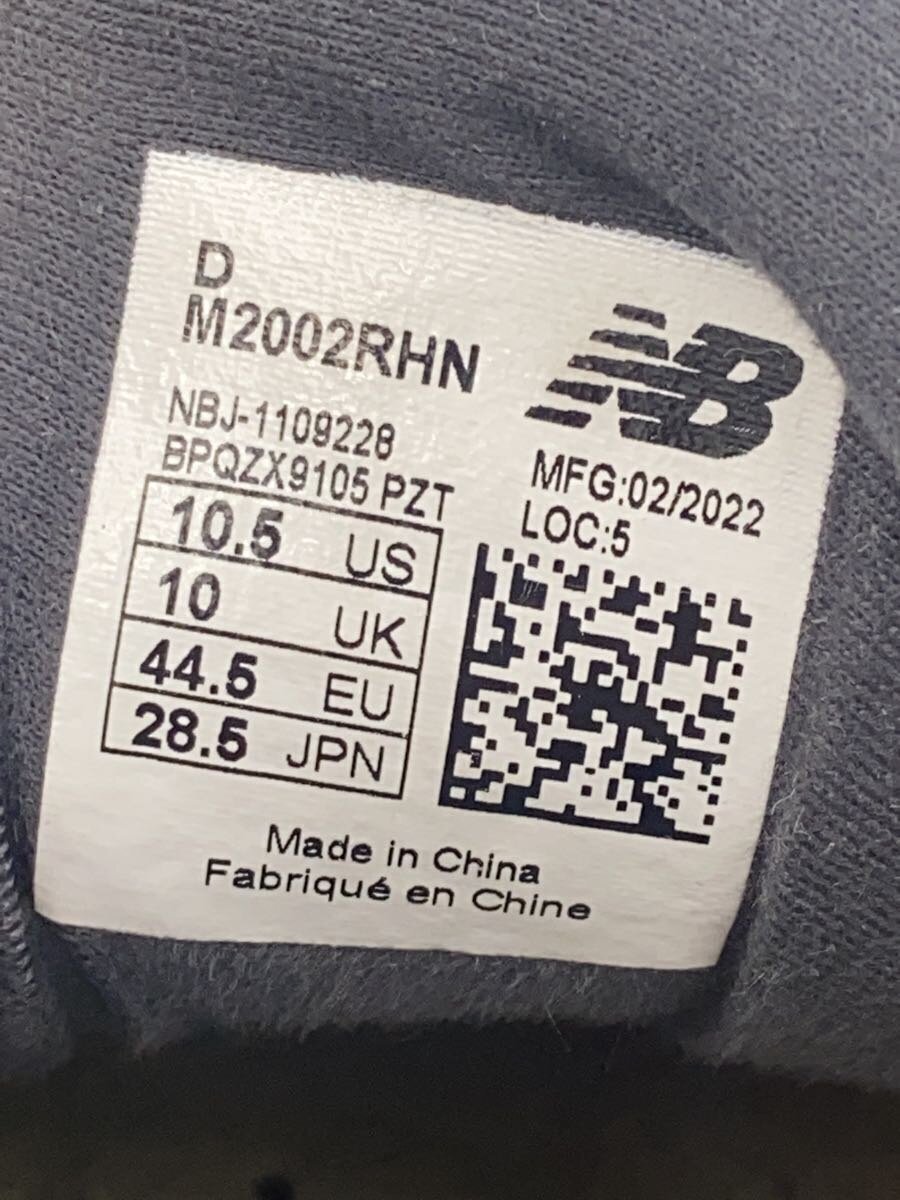 D
M2002RHN
NB
NBJ-1109228
BPQZX9105 PZT
MFG:02/2022
LOC:5
10.5 US
10 UK
44.5 EU
28.5 JPN
Made in China
Fabriqué en Chine